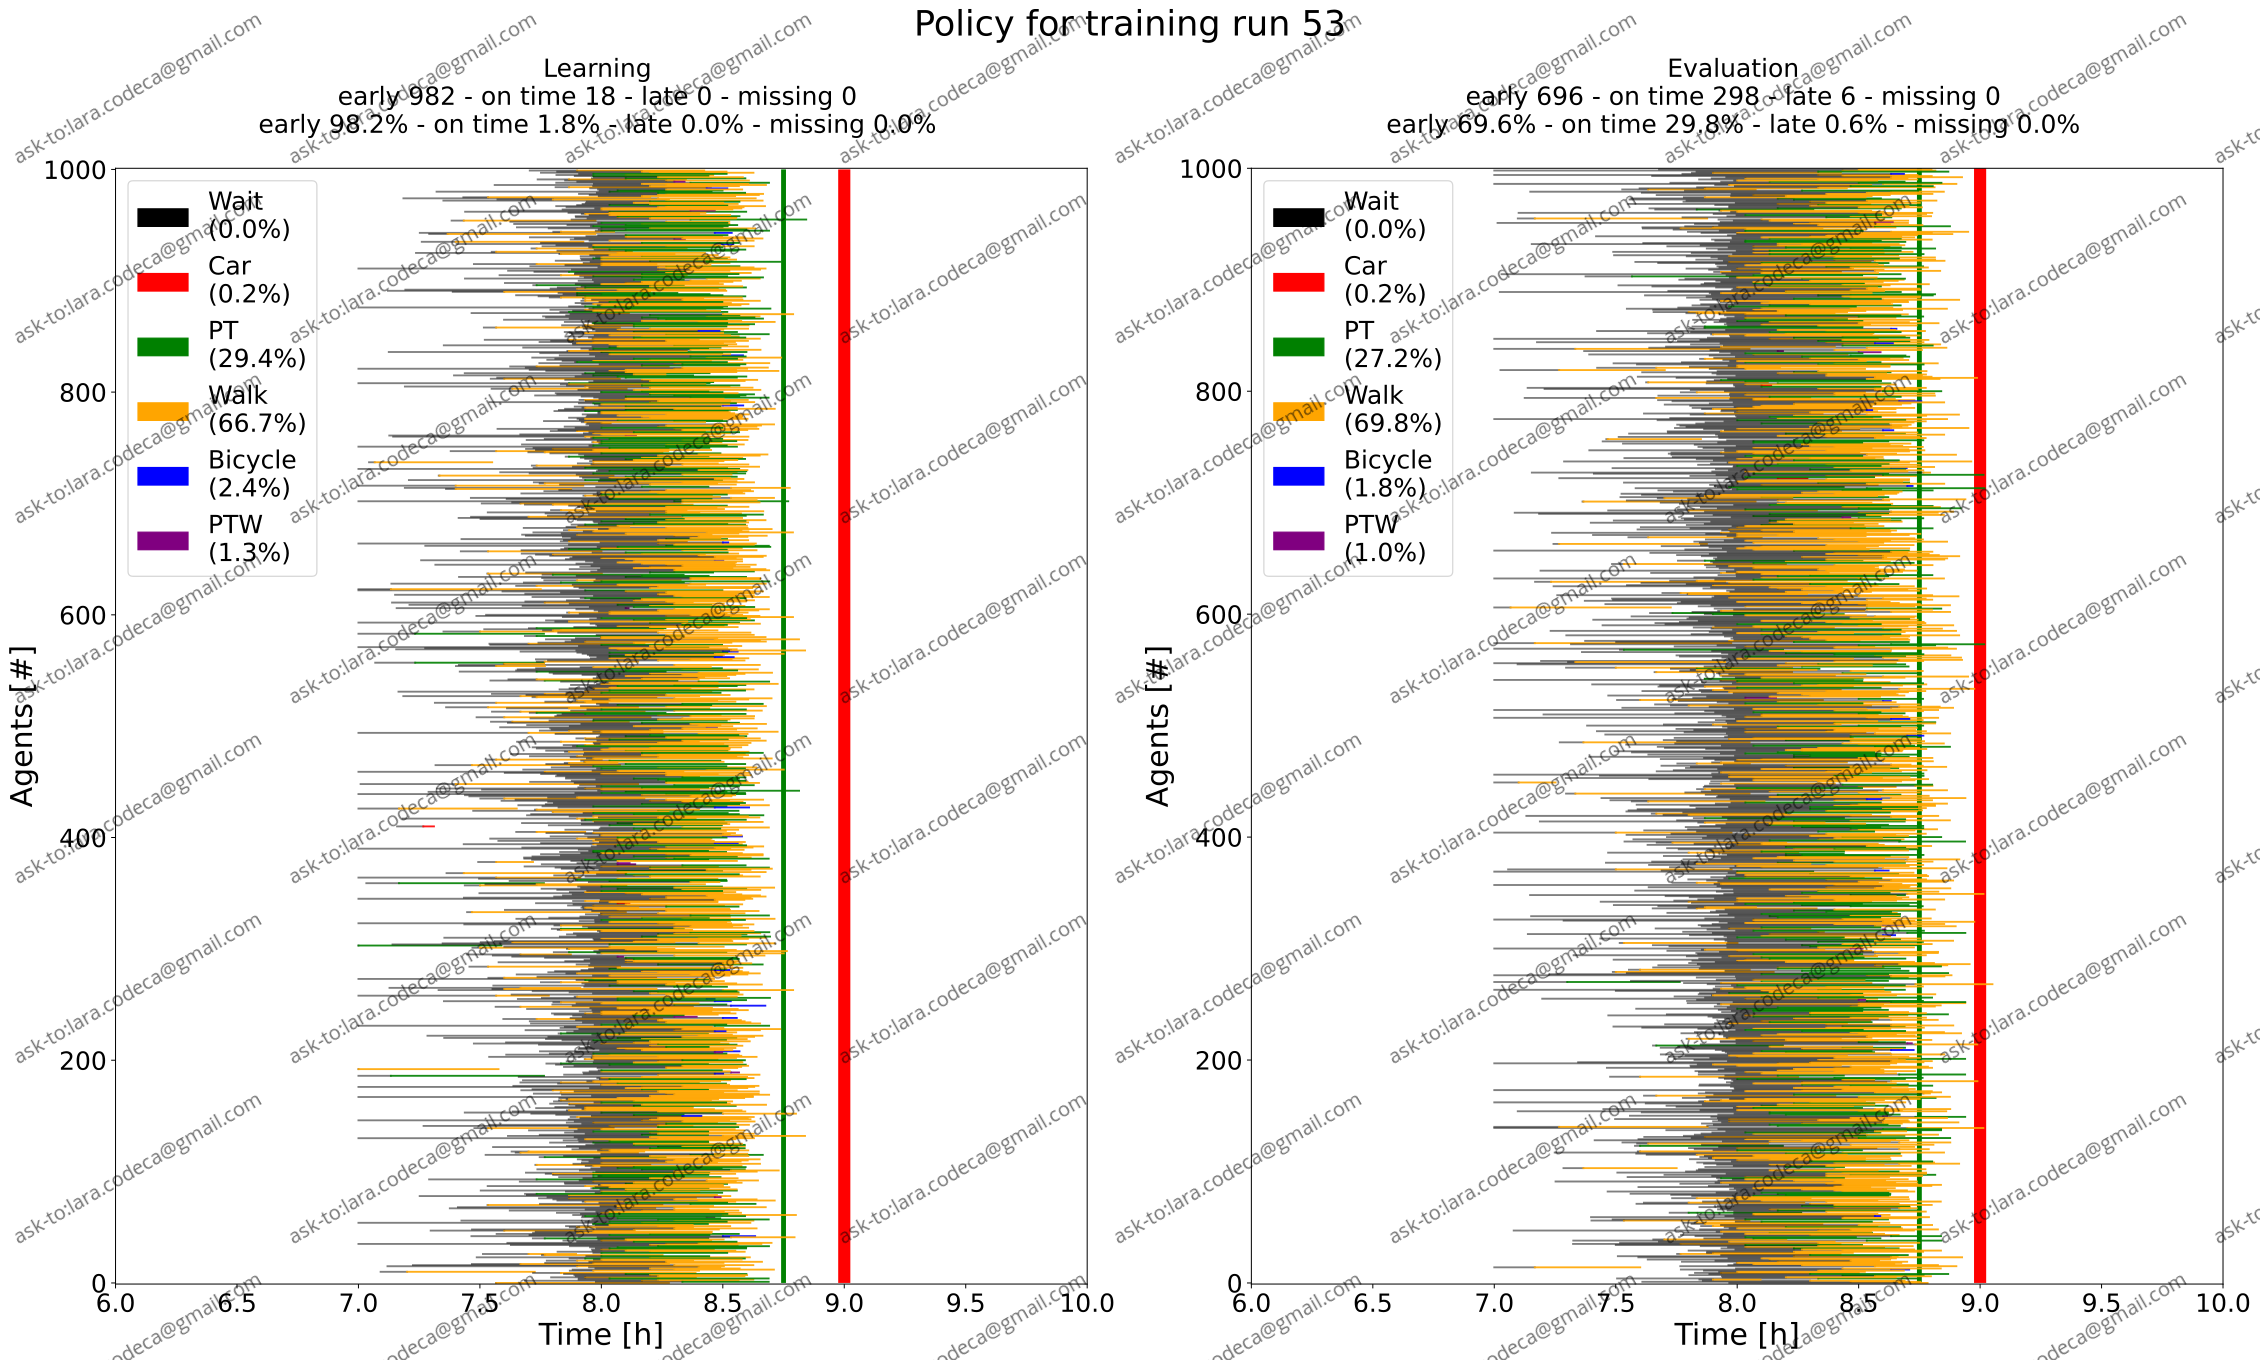 Policy for training run 53
Learning
early 982 - on time 18 - late 0 - missing 0
early 98.2% - on time 1.8% - late 0.0% - missing 0.0%
Agents [#]
1000
800
600
400
200
0
Wait
(0.0%)
Car
(0.2%)
PT
(29.4%)
Walk
(66.7%)
Bicycle
(2.4%)
PTW
(1.3%)
6.0 6.5 7.0 7.5 8.0 8.5 9.0 9.5 10.0
Time [h]
Evaluation
early 696 - on time 298 - late 6 - missing 0
early 69.6% - on time 29.8% - late 0.6% - missing 0.0%
Agents [#]
1000
800
600
400
200
0
Wait
(0.0%)
Car
(0.2%)
PT
(27.2%)
Walk
(69.8%)
Bicycle
(1.8%)
PTW
(1.0%)
6.0 6.5 7.0 7.5 8.0 8.5 9.0 9.5 10.0
Time [h]
ask-to:lara.codeca@gmail.com